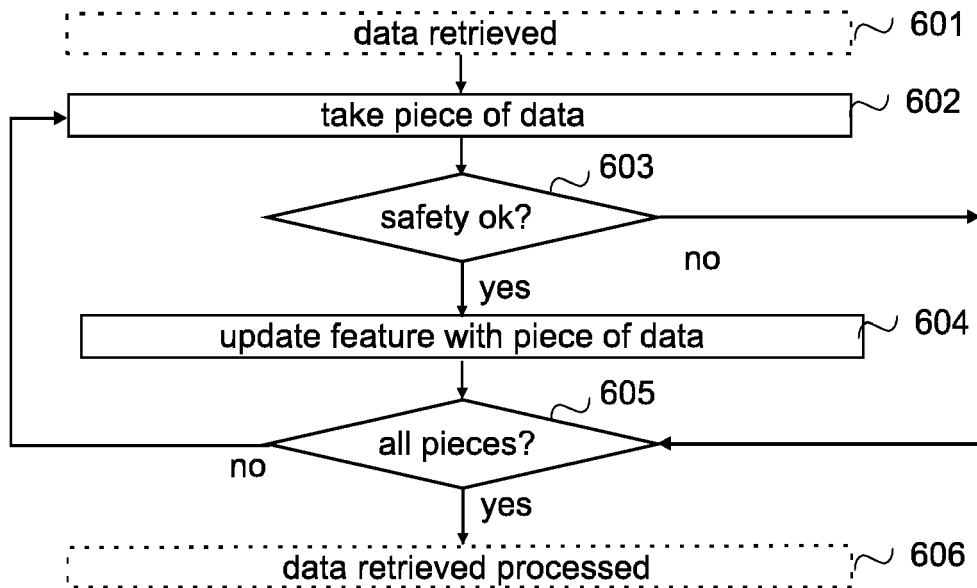 data retrieved 601
take piece of data 602
603
safety ok?
no
yes
update feature with piece of data 604
605
all pieces?
no
yes
data retrieved processed 606